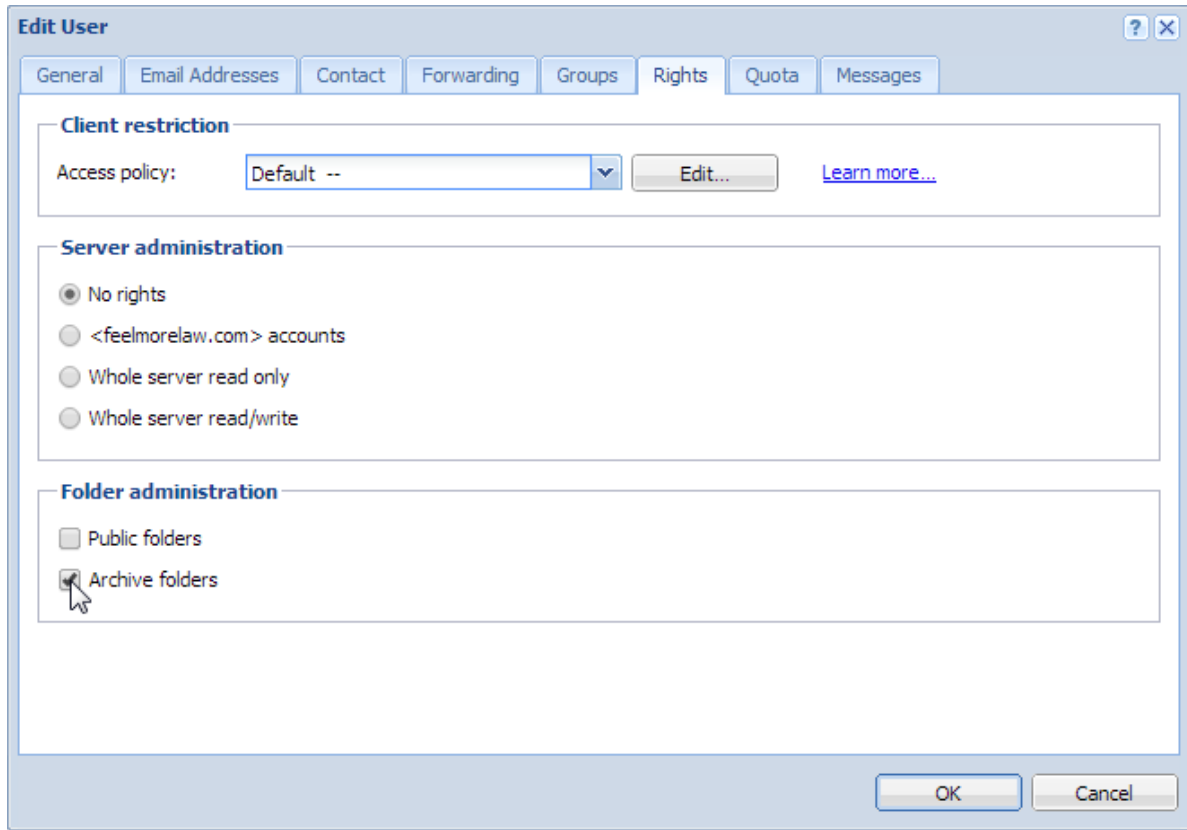 Edit User
?
General Email Addresses Contact Forwarding Groups Rights Quota Messages
Client restriction
Access policy: Default -- Edit... Learn more...
Server administration
No rights
<feelmorelaw.com> accounts
Whole server read only
Whole server read/write
Folder administration
Public folders
Archive folders
OK Cancel